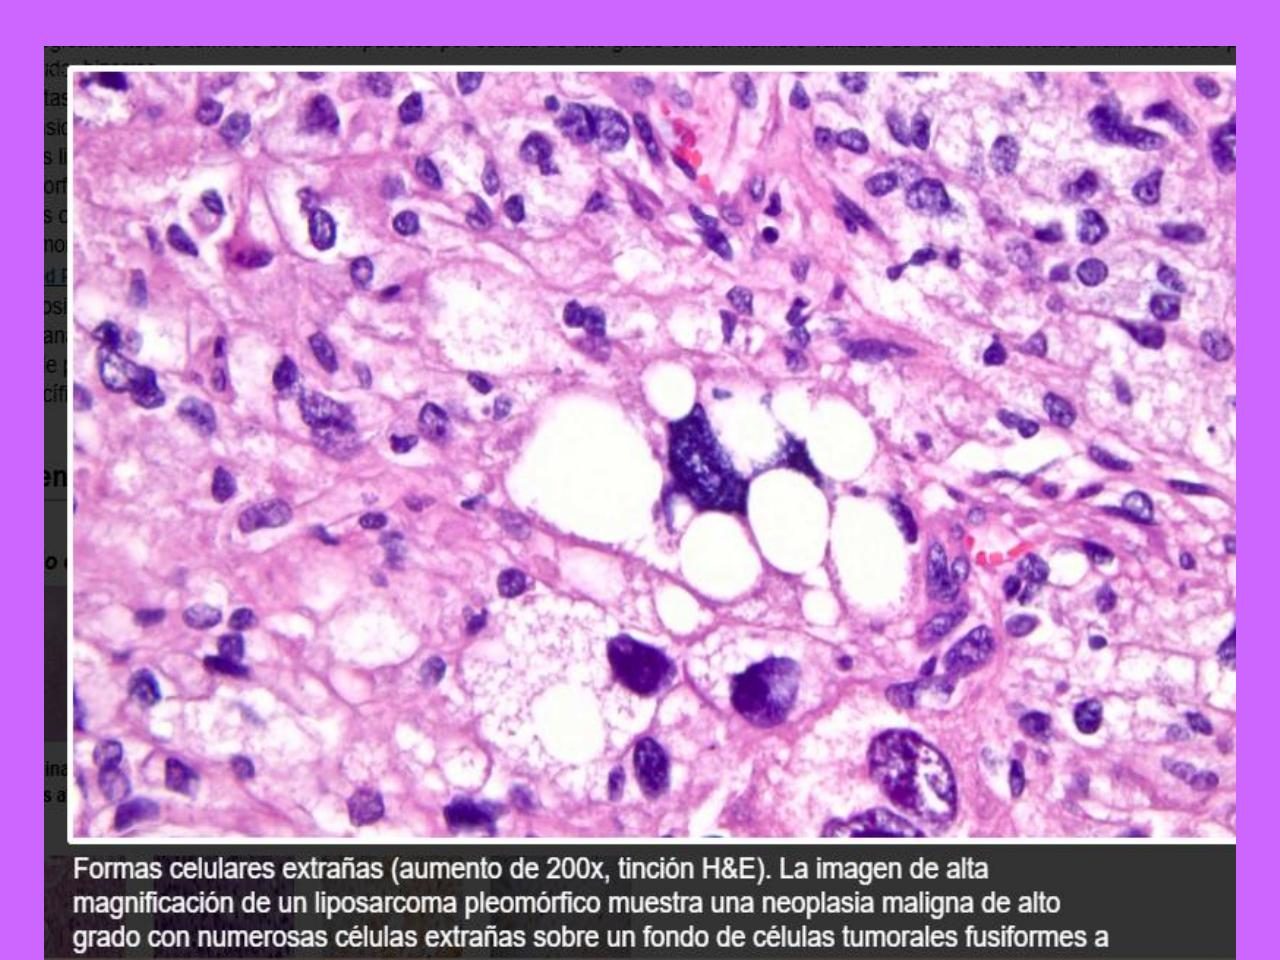 Formas celulares extrañas (aumento de 200x, tinción H&E). La imagen de alta
magnificación de un liposarcoma pleomórfico muestra una neoplasia maligna de alto
grado con numerosas células extrañas sobre un fondo de células tumorales fusiformes a